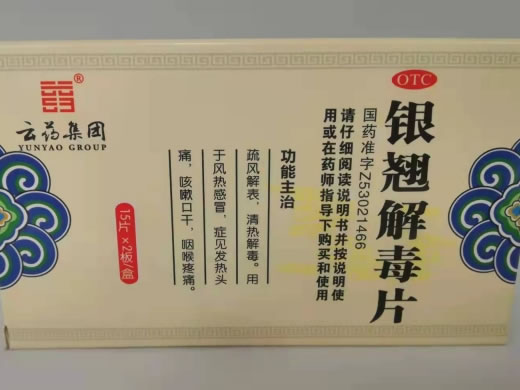 OTC
银翘解毒片
国药准字Z53021466
请仔细阅读说明书并按说明使
用或在药师指导下购买和使用
功能主治
疏风解表，清热解毒。用
于风热感冒，症见发热头
痛，咳嗽口干，咽喉疼痛。
15片×2板/盒
®
云药集团
YUNYAO GROUP